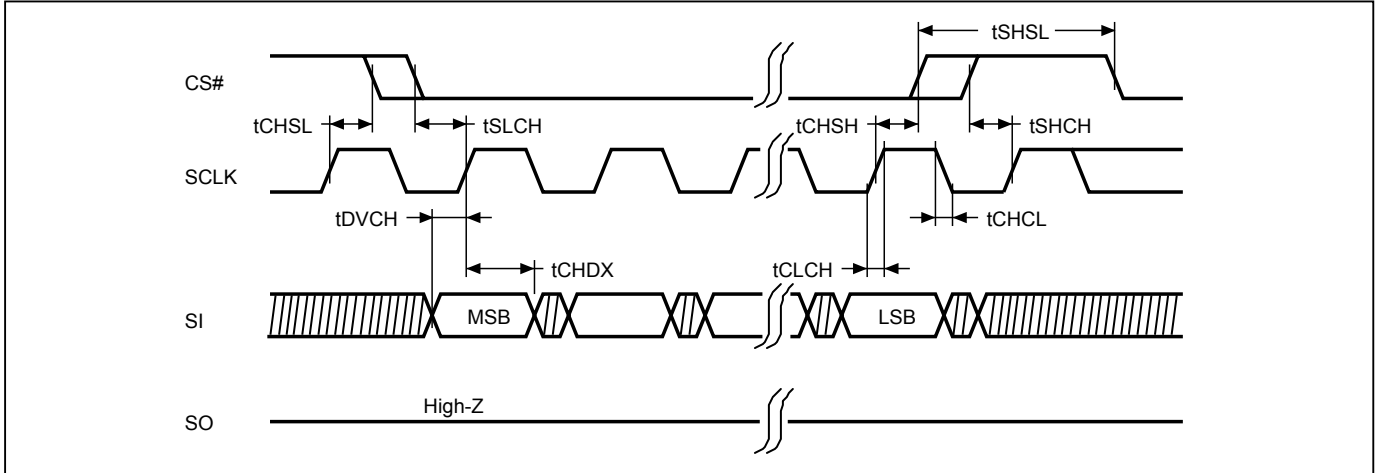 tSHSL
CS#
tCHSL
tSLCH
tCHSH
tSHCH
SCLK
tDVCH
tCHCL
tCHDX
tCLCH
SI
MSB
LSB
High-Z
SO